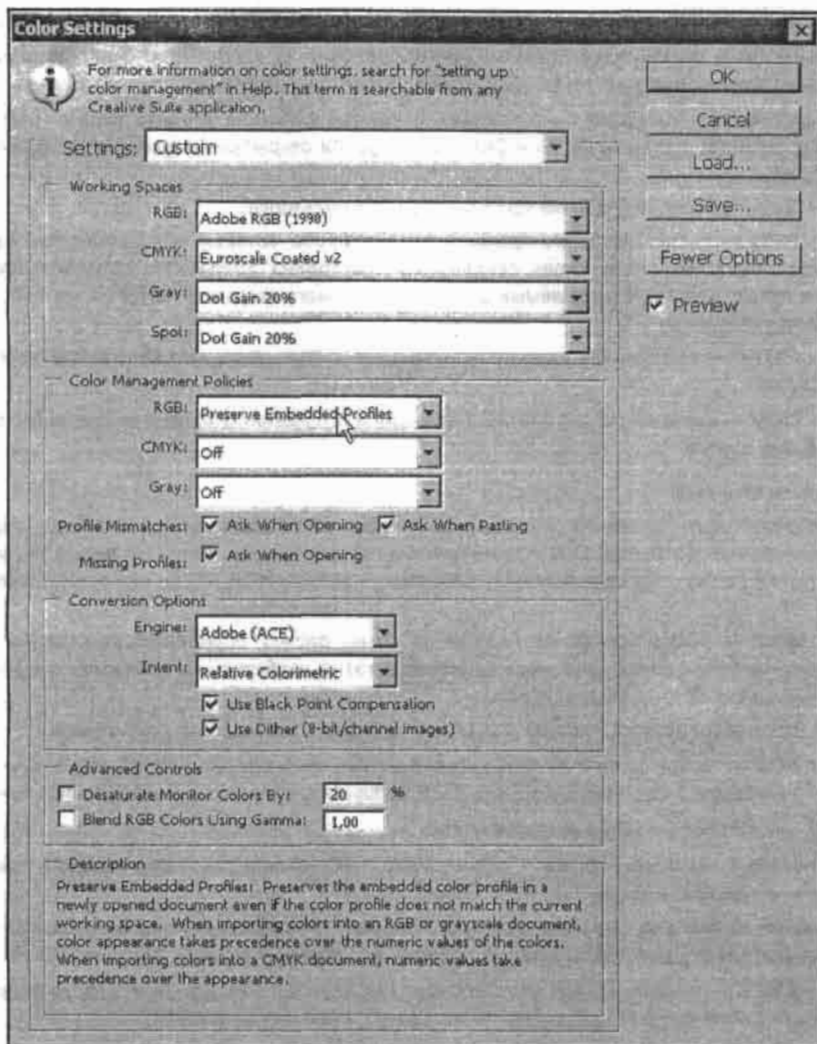 Color Settings
For more information on color settings, search for "setting up
color management" in Help. This term is searchable from any
Creative Suite application.
Settings: Custom
Working Spaces
RGB: Adobe RGB (1998)
CMYK: Euroscale Coated v2
Gray: Dot Gain 20%
Spot: Dot Gain 20%
Color Management Policies
RGB: Preserve Embedded Profiles
CMYK: Off
Gray: Off
Profile Mismatches: Ask When Opening Ask When Pasting
Missing Profiles: Ask When Opening
Conversion Options
Engine: Adobe (ACE)
Intent: Relative Colorimetric
Use Black Point Compensation
Use Dither (8-bit/channel images)
Advanced Controls
Desaturate Monitor Colors By: 20 %
Blend RGB Colors Using Gamma: 1,00
Description
Preserve Embedded Profiles: Preserves the embedded color profile in a
newly opened document even if the color profile does not match the current
working space. When importing colors into an RGB or grayscale document,
color appearance takes precedence over the numeric values of the colors.
When importing colors into a CMYK document, numeric values take
precedence over the appearance.
OK
Cancel
Load...
Save...
Fewer Options
Preview